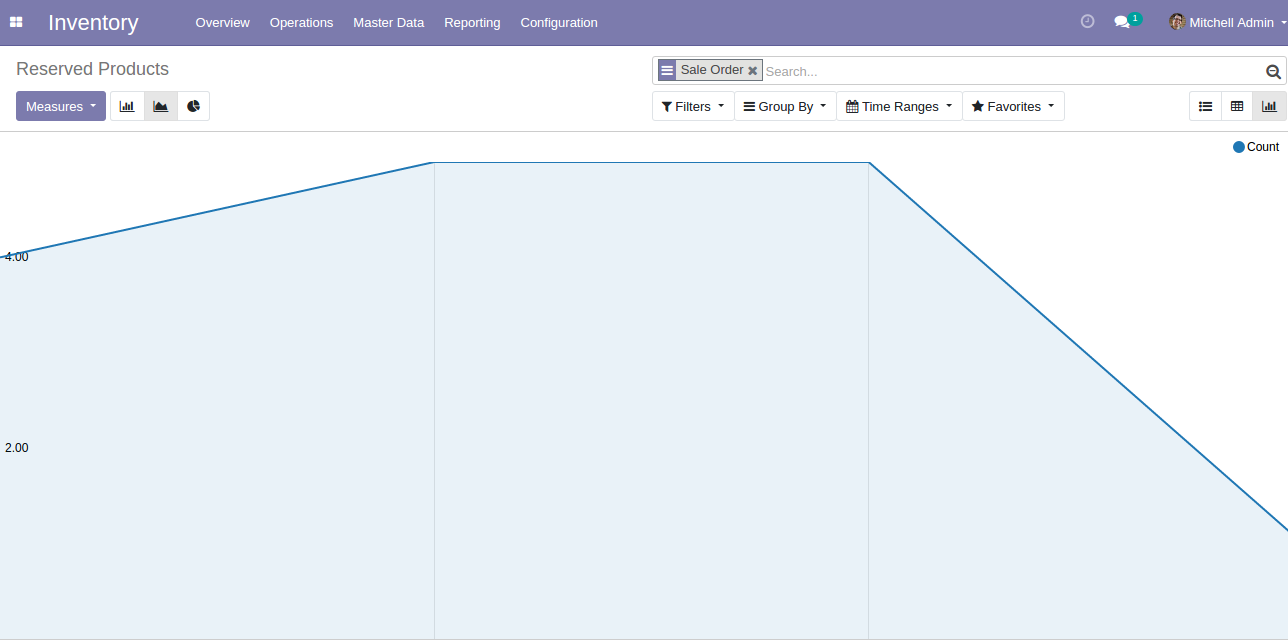 Inventory Overview Operations Master Data Reporting Configuration 1 Mitchell Admin
Reserved Products Sale Order Search...
Measures Filters Group By Time Ranges Favorites
Count
4.00
2.00